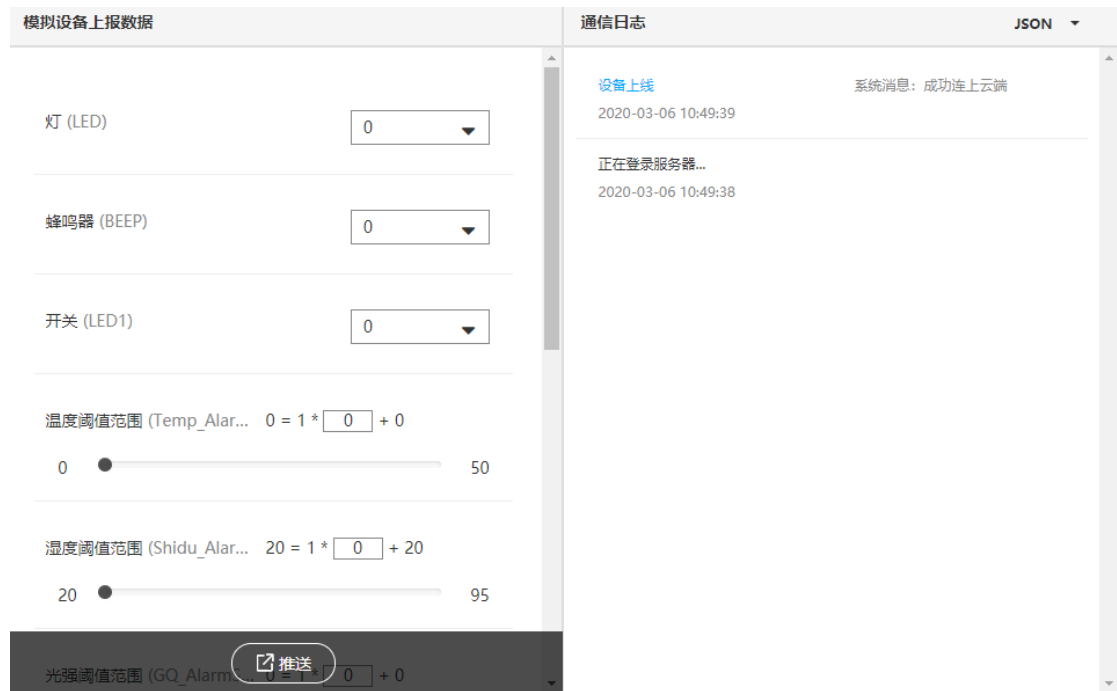 模拟设备上报数据
灯 (LED)
0
蜂鸣器 (BEEP)
0
开关 (LED1)
0
温度阈值范围 (Temp_Alar... 0 = 1 * 0 + 0
0 50
湿度阈值范围 (Shidu_Alar... 20 = 1 * 0 + 20
20 95
推送
光强阈值范围 (GQ_AlarmS... 0 = 1 * 0 + 0
通信日志
JSON
设备上线 系统消息：成功连上云端
2020-03-06 10:49:39
正在登录服务器...
2020-03-06 10:49:38